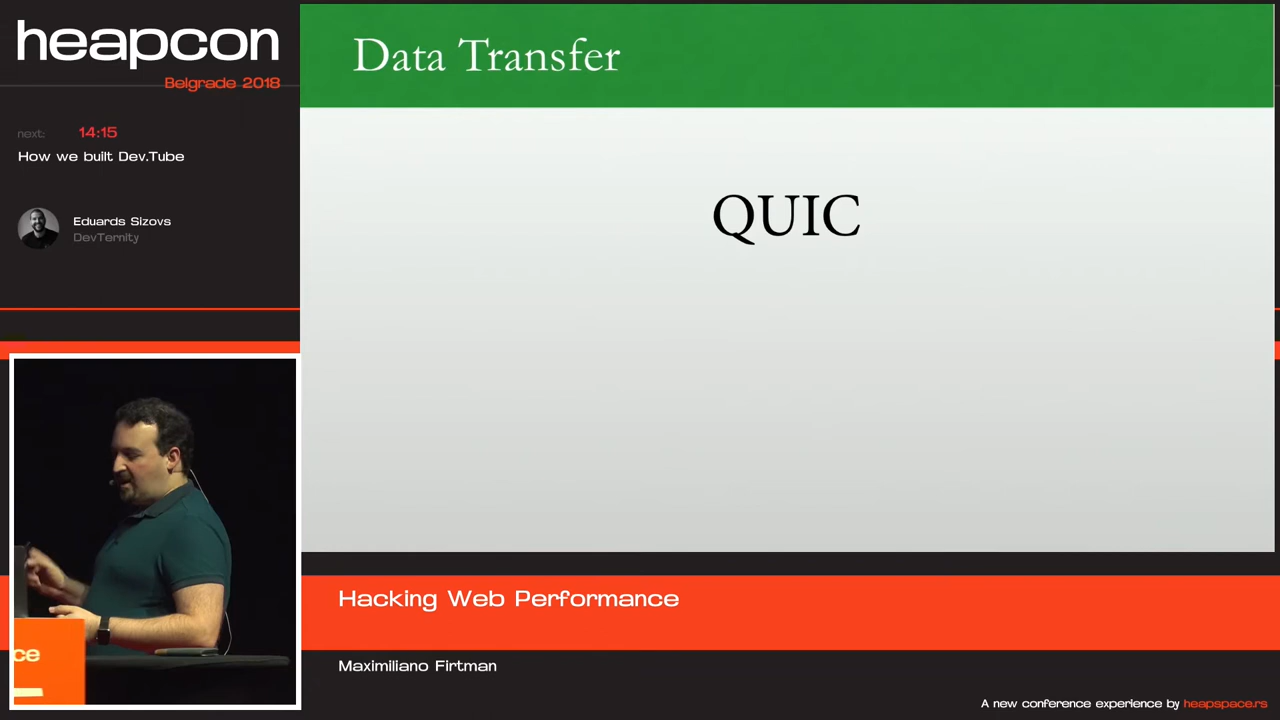 heapcon
Belgrade 2018
next: 14:15
How we built Dev.Tube
Eduards Sizovs
DevTernity
Data Transfer
QUIC
ce
Hacking Web Performance
Maximiliano Firtman
A new conference experience by heapspace.rs